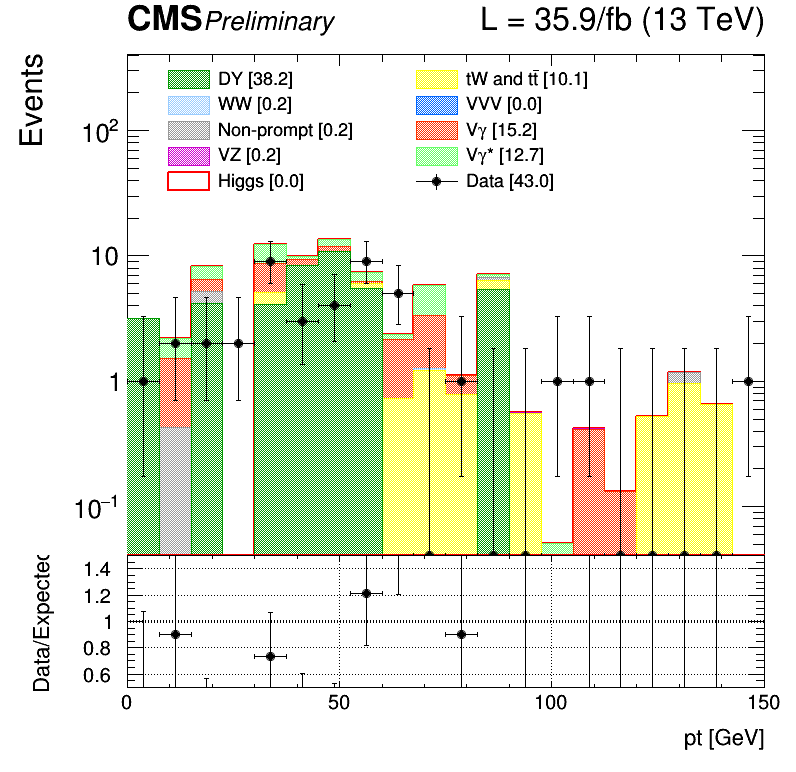 CMS Preliminary L = 35.9/fb (13 TeV)
Events
DY [38.2] tW and tt̄ [10.1]
WW [0.2] VVV [0.0]
Non-prompt [0.2] Vγ [15.2]
VZ [0.2] Vγ* [12.7]
Higgs [0.0] Data [43.0]
10²
10
1
10⁻¹
Data/Expected
1.4
1.2
1
0.8
0.6
0 50 100 150
pt [GeV]